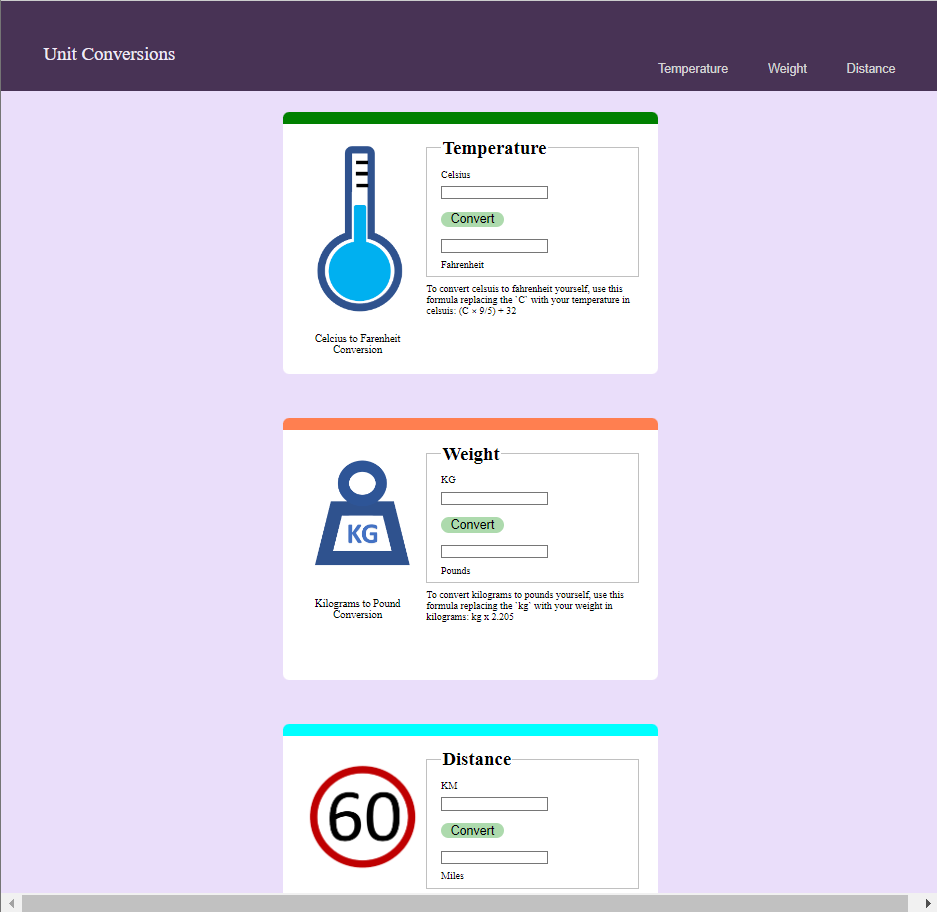 Unit Conversions
Temperature Weight Distance
Temperature
Celsius
Convert
Fahrenheit
To convert celsuis to fahrenheit yourself, use this
formula replacing the `C` with your temperature in
celsuis: (C × 9/5) + 32
Celcius to Farenheit
Conversion
Weight
KG
Convert
Pounds
KG
To convert kilograms to pounds yourself, use this
formula replacing the `kg` with your weight in
kilograms: kg x 2.205
Kilograms to Pound
Conversion
Distance
KM
60
Convert
Miles